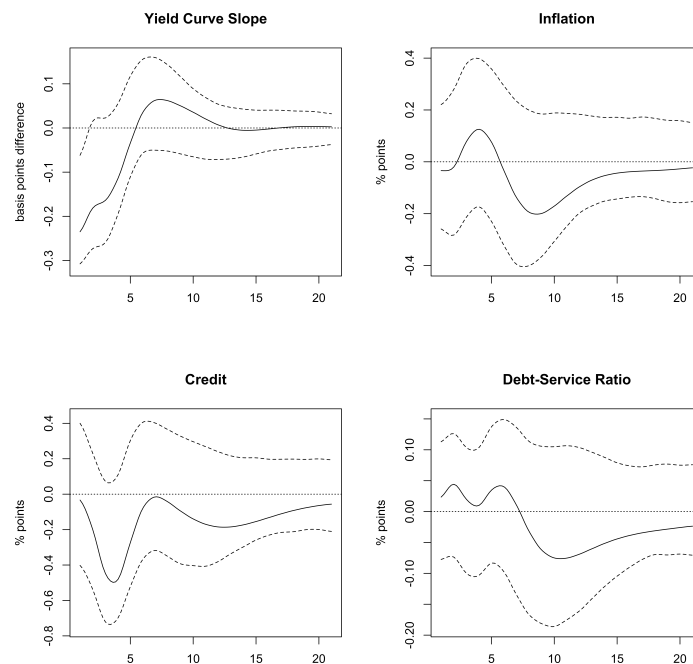 Yield Curve Slope
basis points difference
0.1
0.0
-0.1
-0.2
-0.3
5 10 15 20
Inflation
% points
0.4
0.2
0.0
-0.2
-0.4
5 10 15 20
Credit
% points
0.4
0.2
0.0
-0.2
-0.4
-0.6
-0.8
5 10 15 20
Debt-Service Ratio
% points
0.10
0.00
-0.10
-0.20
5 10 15 20